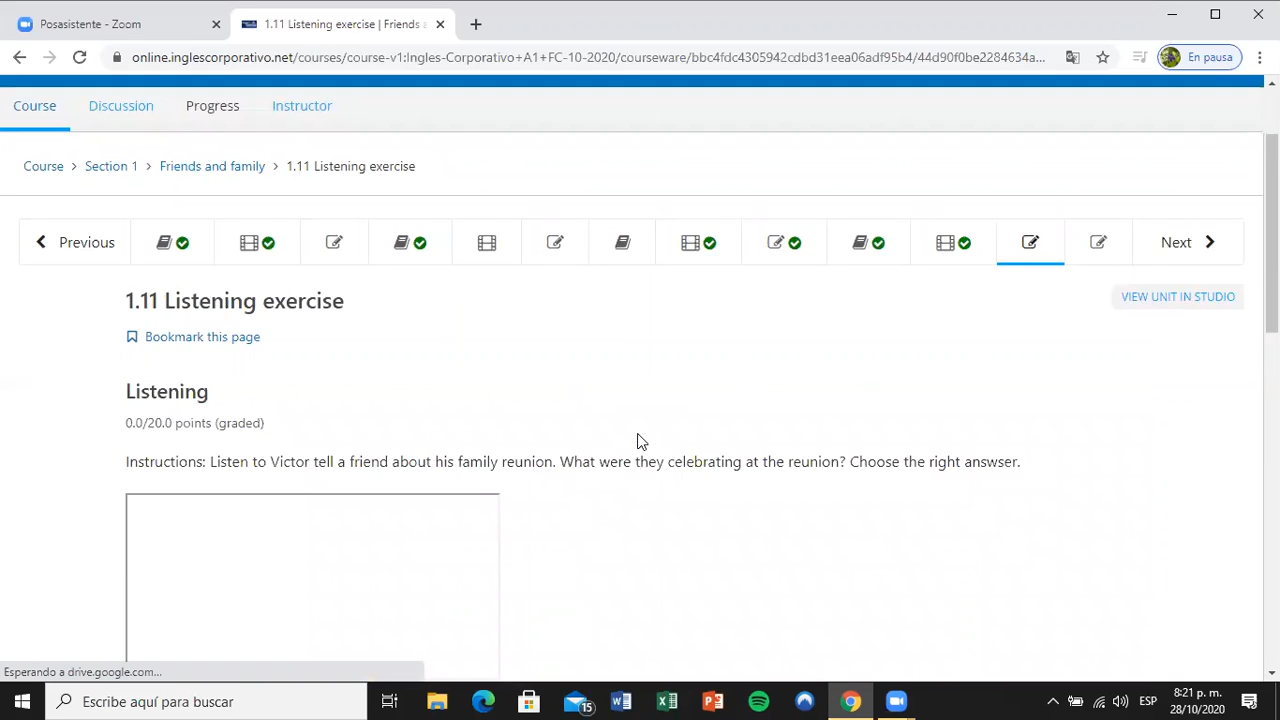 Posasistente - Zoom
1.11 Listening exercise | Friends a
online.inglescorporativo.net/courses/course-v1:Ingles-Corporativo+A1+FC-10-2020/courseware/bbc4fdc4305942cdbd31eea06adf95b4/44d90f0be2284634a...
En pausa
Course Discussion Progress Instructor
Course > Section 1 > Friends and family > 1.11 Listening exercise
Previous Next
1.11 Listening exercise
VIEW UNIT IN STUDIO
Bookmark this page
Listening
0.0/20.0 points (graded)
Instructions: Listen to Victor tell a friend about his family reunion. What were they celebrating at the reunion? Choose the right answser.
Esperando a drive.google.com...
Escribe aquí para buscar
15
ESP
8:21 p. m.
28/10/2020